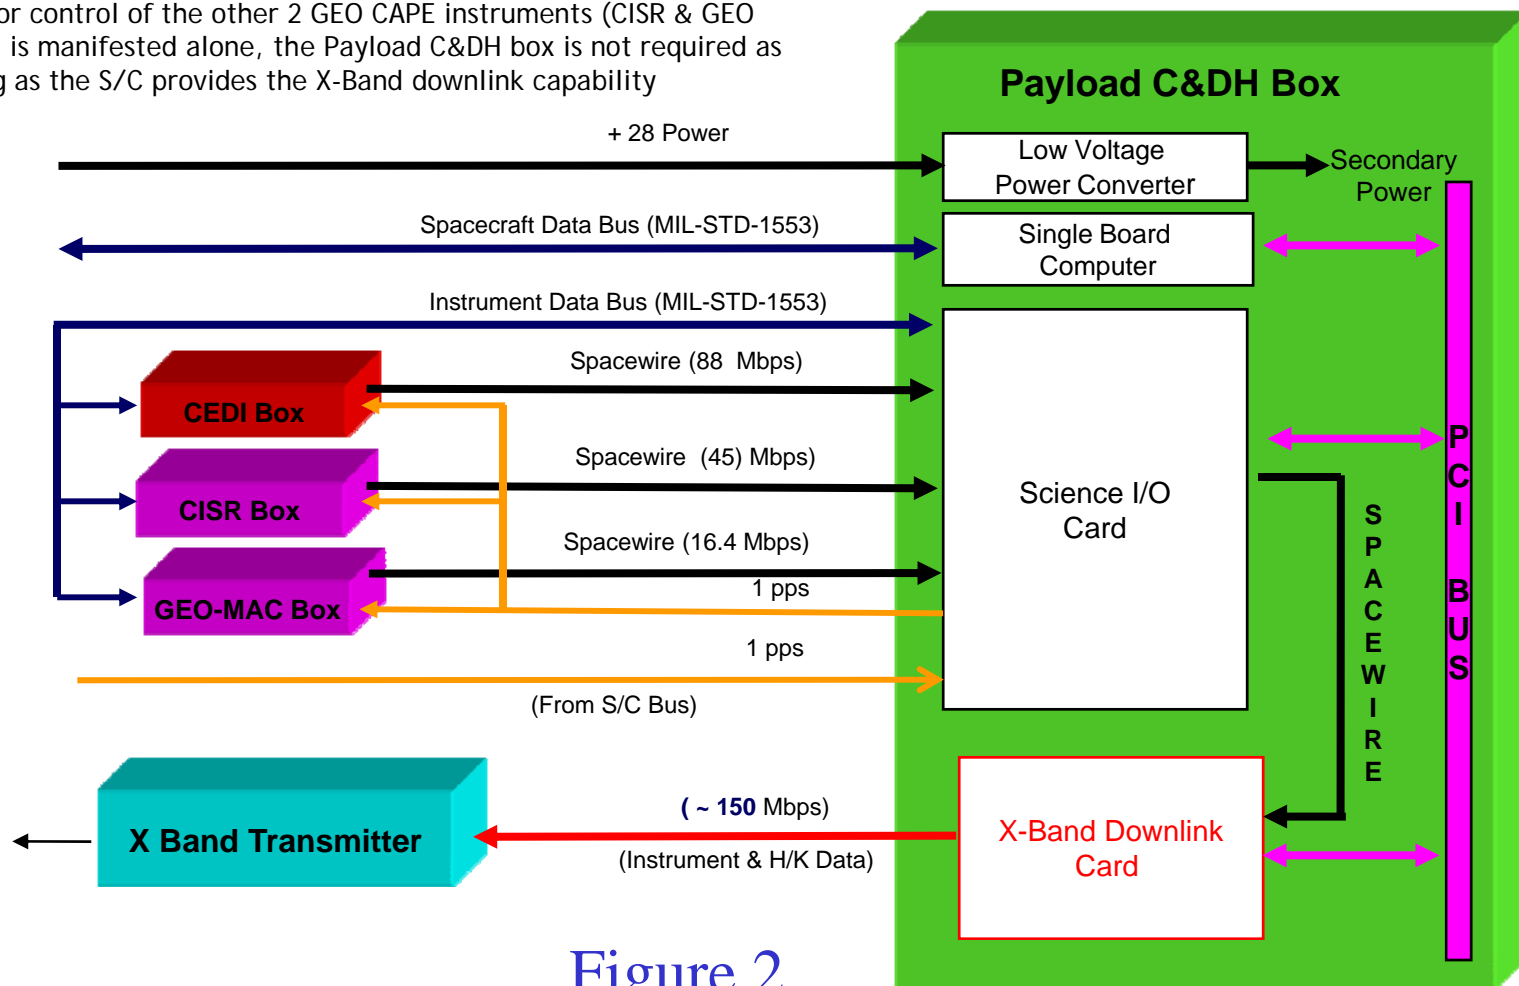 or control of the other 2 GEO CAPE instruments (CISR & GEO
is manifested alone, the Payload C&DH box is not required as
g as the S/C provides the X-Band downlink capability
Payload C&DH Box
+ 28 Power
Low Voltage
Power Converter
Secondary
Power
Spacecraft Data Bus (MIL-STD-1553)
Single Board
Computer
Instrument Data Bus (MIL-STD-1553)
Spacewire (88 Mbps)
CEDI Box
Spacewire (45) Mbps)
CISR Box
Science I/O
Card
Spacewire (16.4 Mbps)
1 pps
GEO-MAC Box
1 pps
(From S/C Bus)
SPACEWIRE
PCI BUS
( ~ 150 Mbps)
X Band Transmitter
(Instrument & H/K Data)
X-Band Downlink
Card
Figure 2